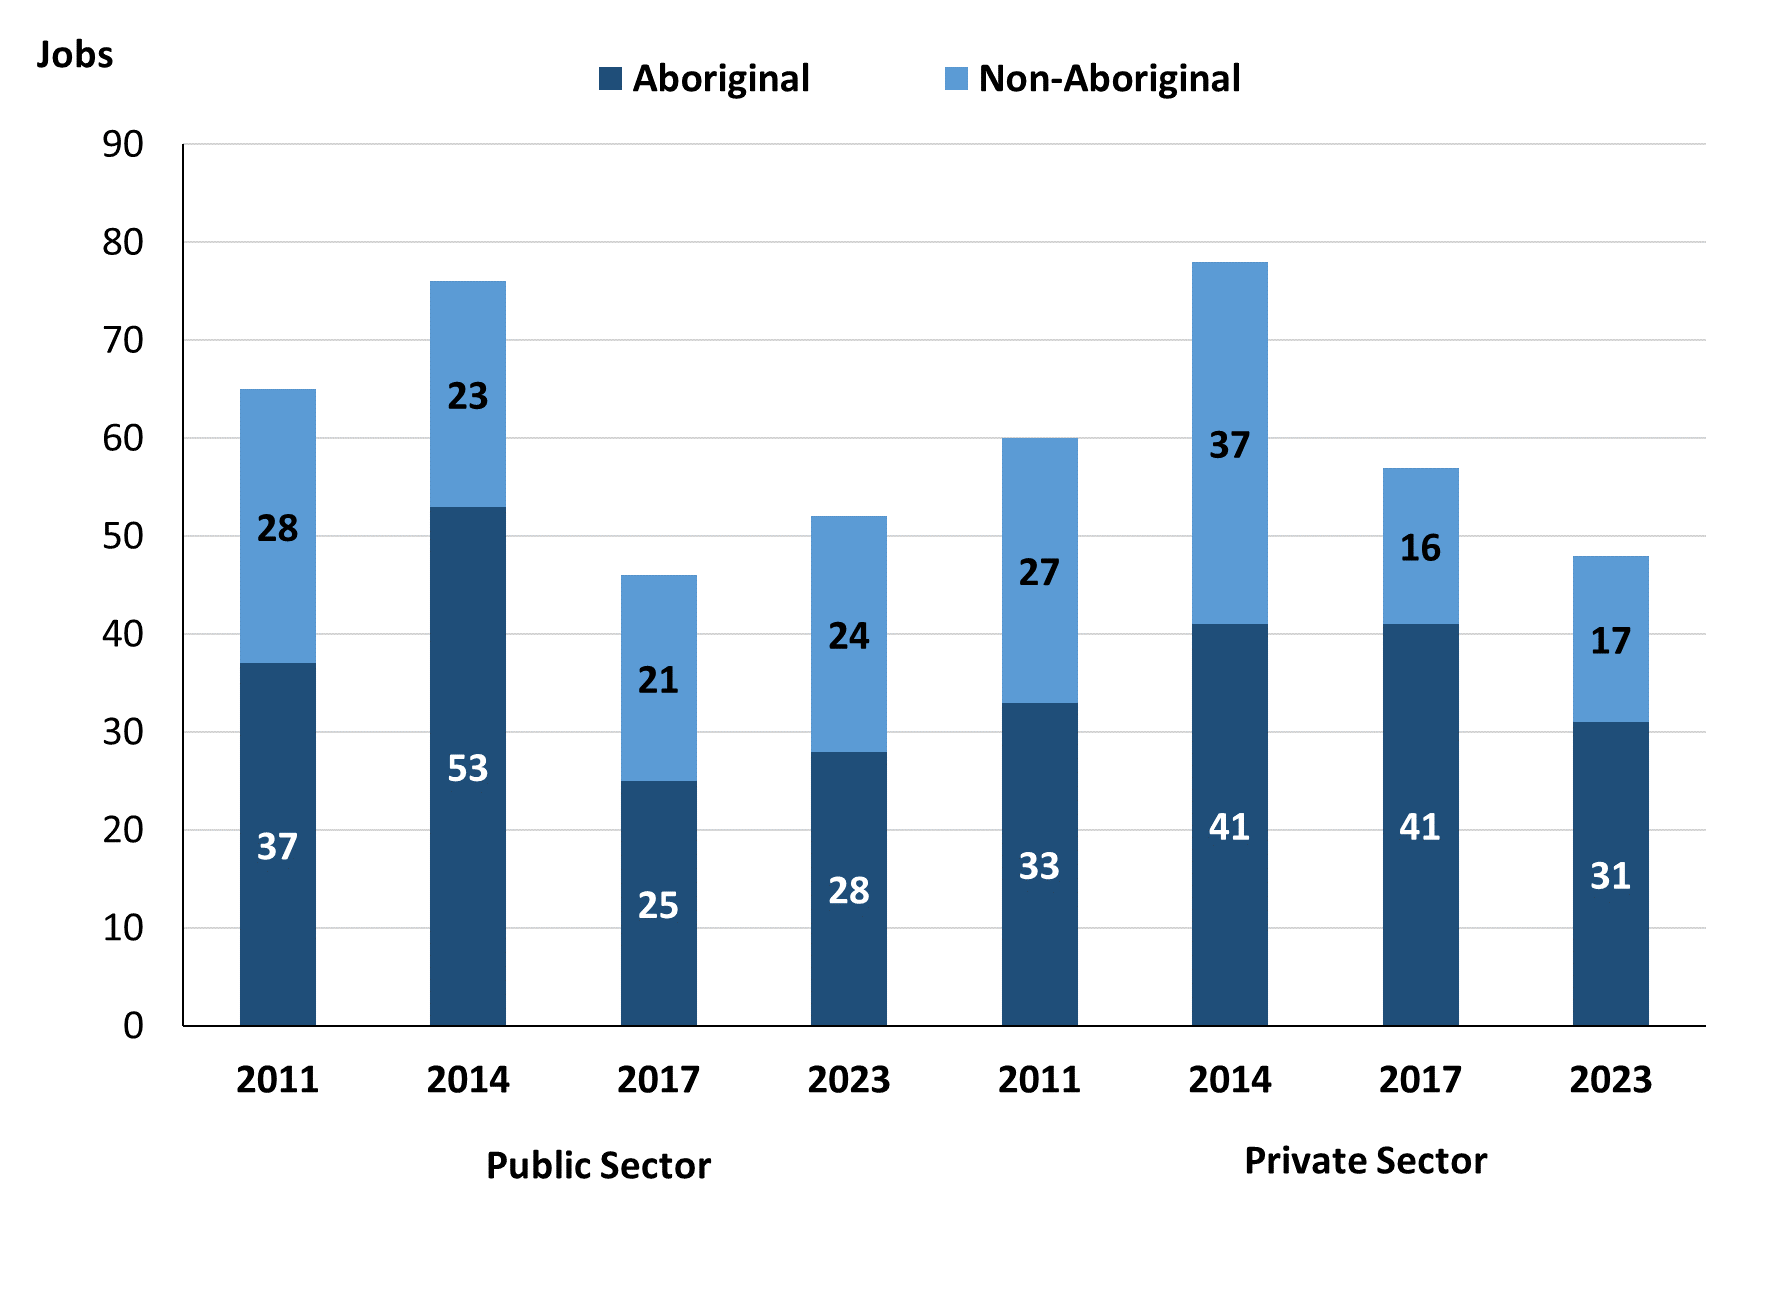 Jobs
Aboriginal Non-Aboriginal
90
80
70
60
50
40
30
20
10
0
28 23 21 24 27 37 16 17
37 53 25 28 33 41 41 31
2011 2014 2017 2023 2011 2014 2017 2023
Public Sector Private Sector